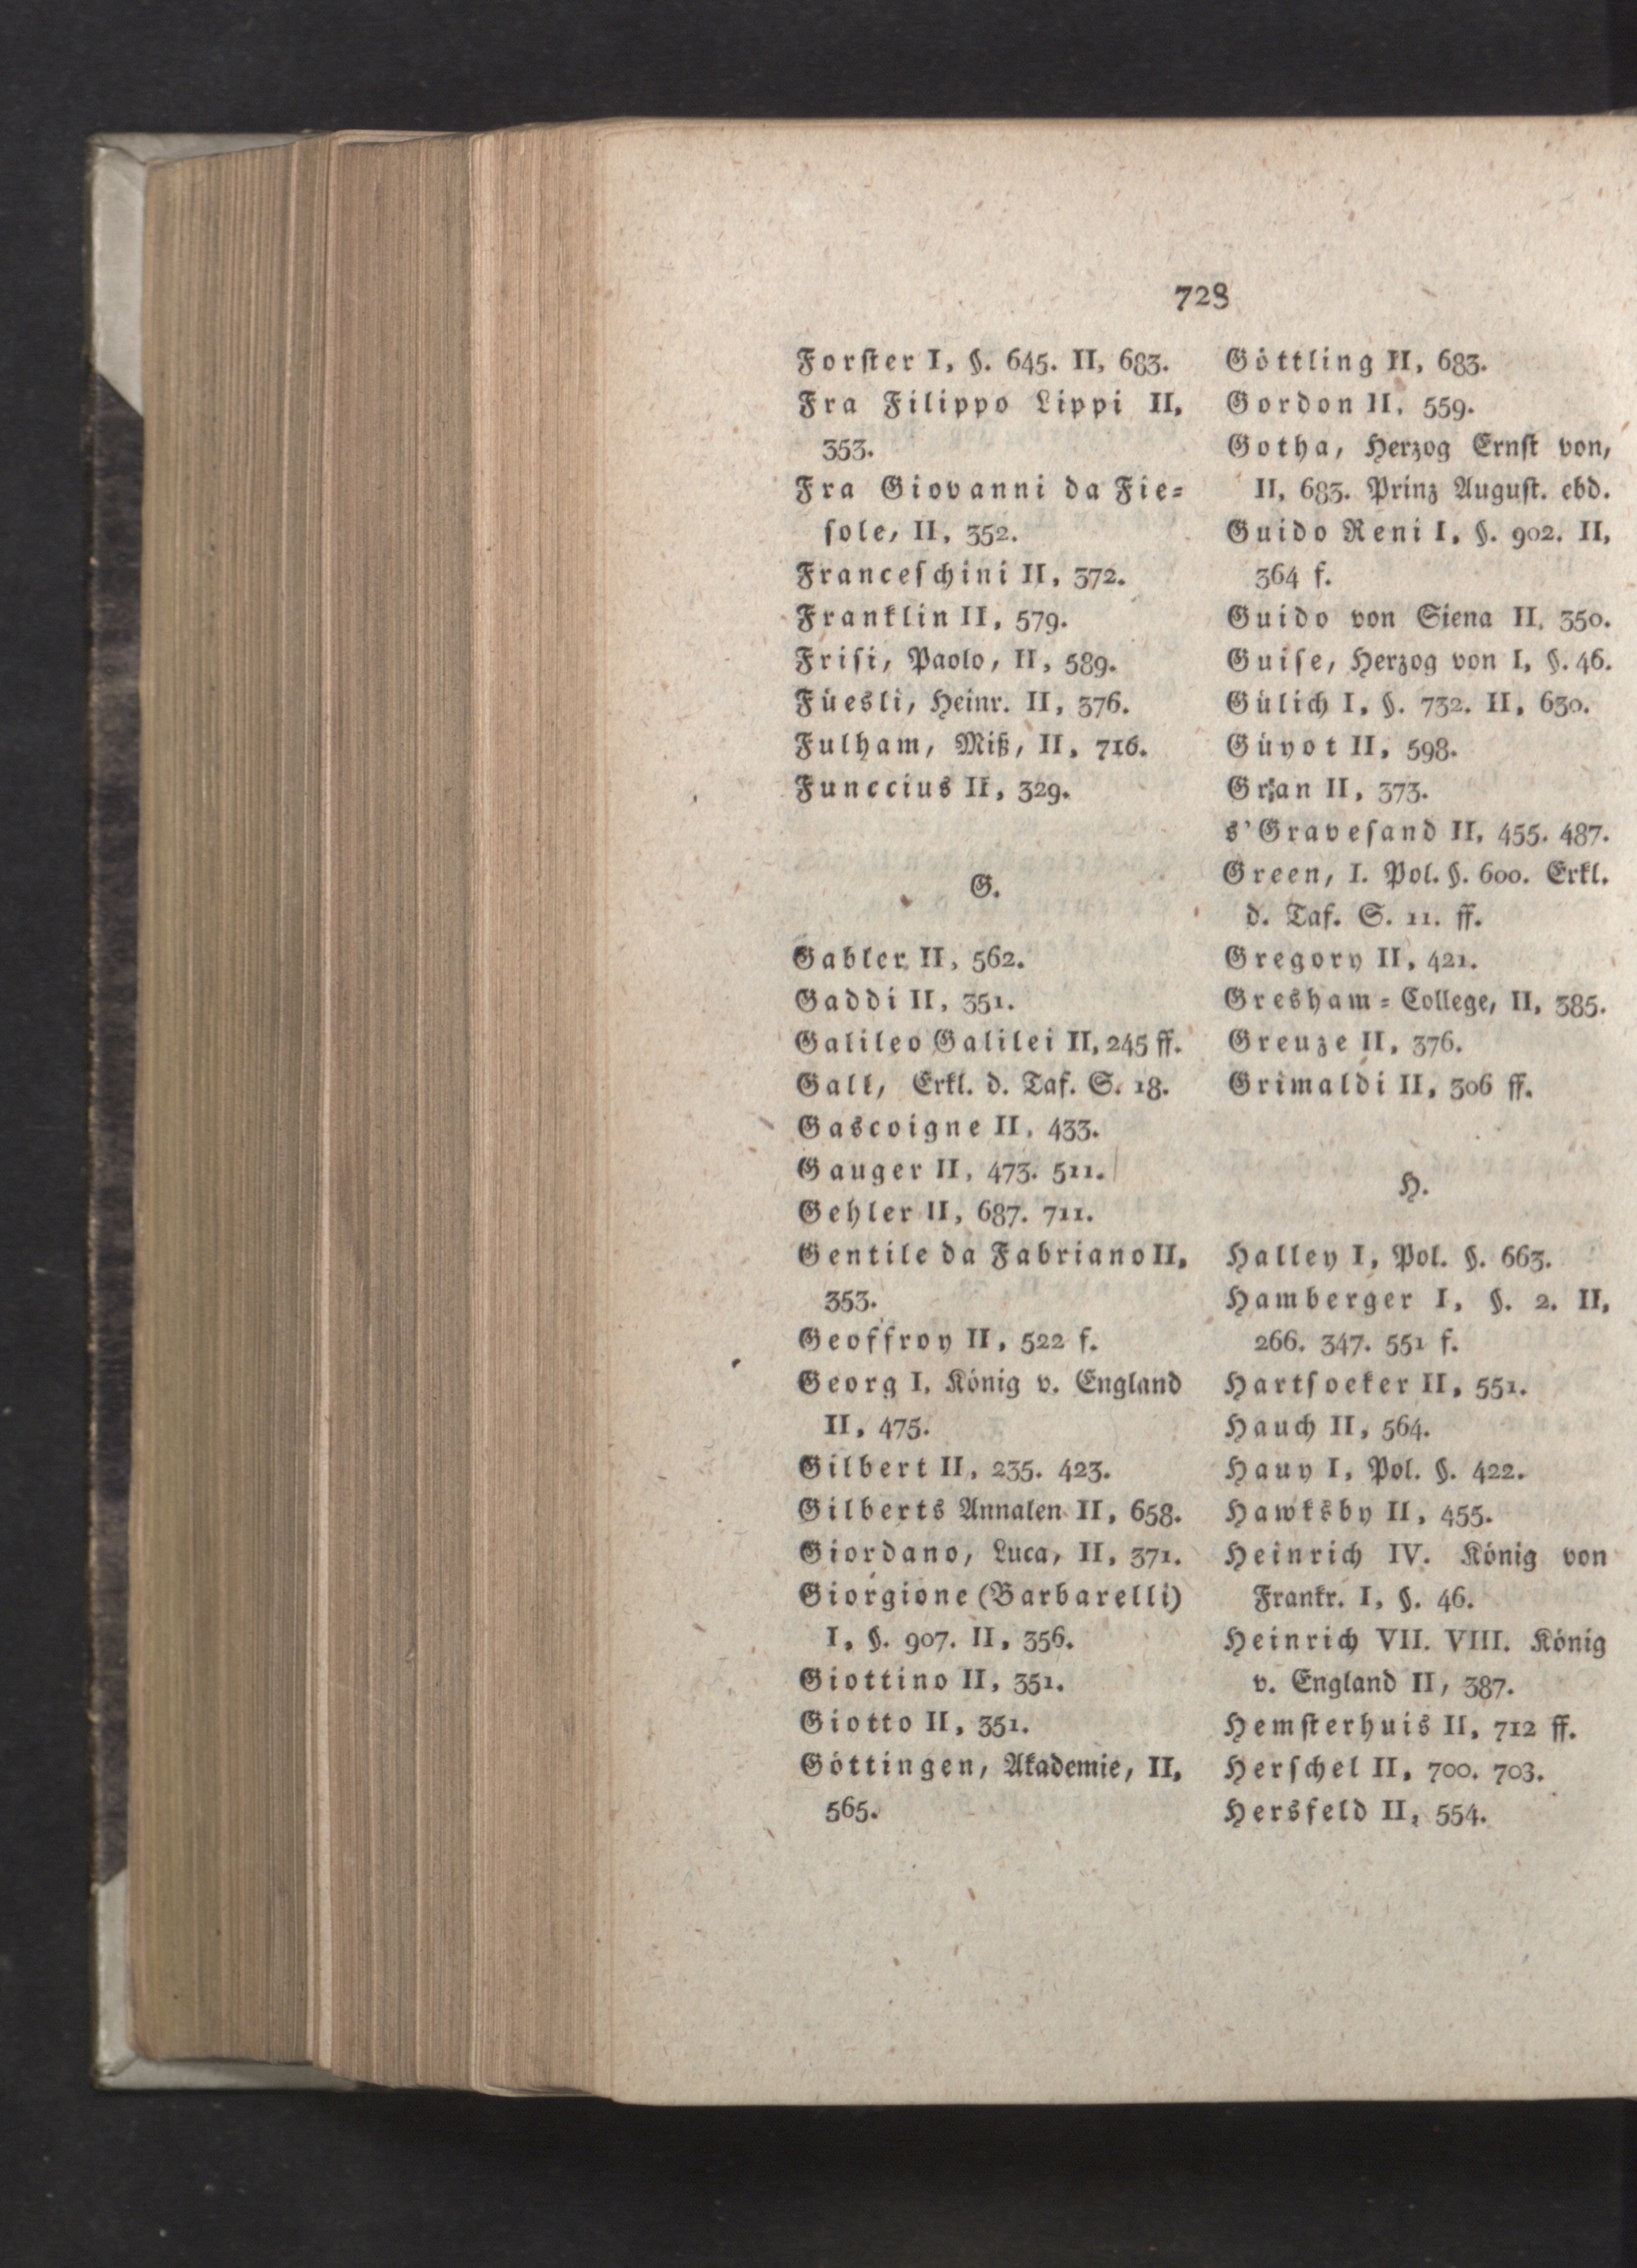 728
Forſter I, §. 645. II, 683.
Fra Filippo Lippi II,
353.
Fra Giovanni da Fie⸗
ſole, II, 352.
Franceſchini II, 372.
Franklin II, 579.
Friſi, Paolo, II, 589.
Füesli, Heinr. II, 376.
Fulham, Miß, II, 716.
Funccius II, 329.
G.
Gabler II, 562.
Gaddi II, 351.
Galileo Galilei II, 245 ff.
Gall, Erkl. d. Taf. S. 18.
Gascoigne II, 433.
Gauger II, 473. 511.
Gehler II, 687. 711.
Gentile da Fabriano II,
353.
Geoffroy II, 522 f.
Georg I, König v. England
II, 475.
Gilbert II, 235. 423.
Gilberts Annalen II, 658.
Giordano, Luca, II, 371.
Giorgione (Barbarelli)
I, §. 907. II, 356.
Giottino II, 351.
Giotto II, 351.
Göttingen, Akademie, II,
565.
Göttling II, 683.
Gordon II, 559.
Gotha, Herzog Ernſt von,
II, 683. Prinz Auguſt. ebd.
Guido Reni I, §. 902. II,
364 f.
Guido von Siena II, 350.
Guiſe, Herzog von I, §. 46.
Gülich I, §. 732. II, 630.
Güyot II, 598.
Gran II, 373.
s'Graveſand II, 455. 487.
Green, I. Pol. §. 600. Erkl.
d. Taf. S. 11. ff.
Gregory II, 421.
Gresham⸗College, II, 385.
Greuze II, 376.
Grimaldi II, 306 ff.
H.
Halley I, Pol. §. 663.
Hamberger I, §. 2. II,
266. 347. 551 f.
Hartſoeker II, 551.
Hauch II, 564.
Hauy I, Pol. §. 422.
Hawksby II, 455.
Heinrich IV. König von
Frankr. I, §. 46.
Heinrich VII. VIII. König
v. England II, 387.
Hemſterhuis II, 712 ff.
Herſchel II, 700. 703.
Hersfeld II, 554.